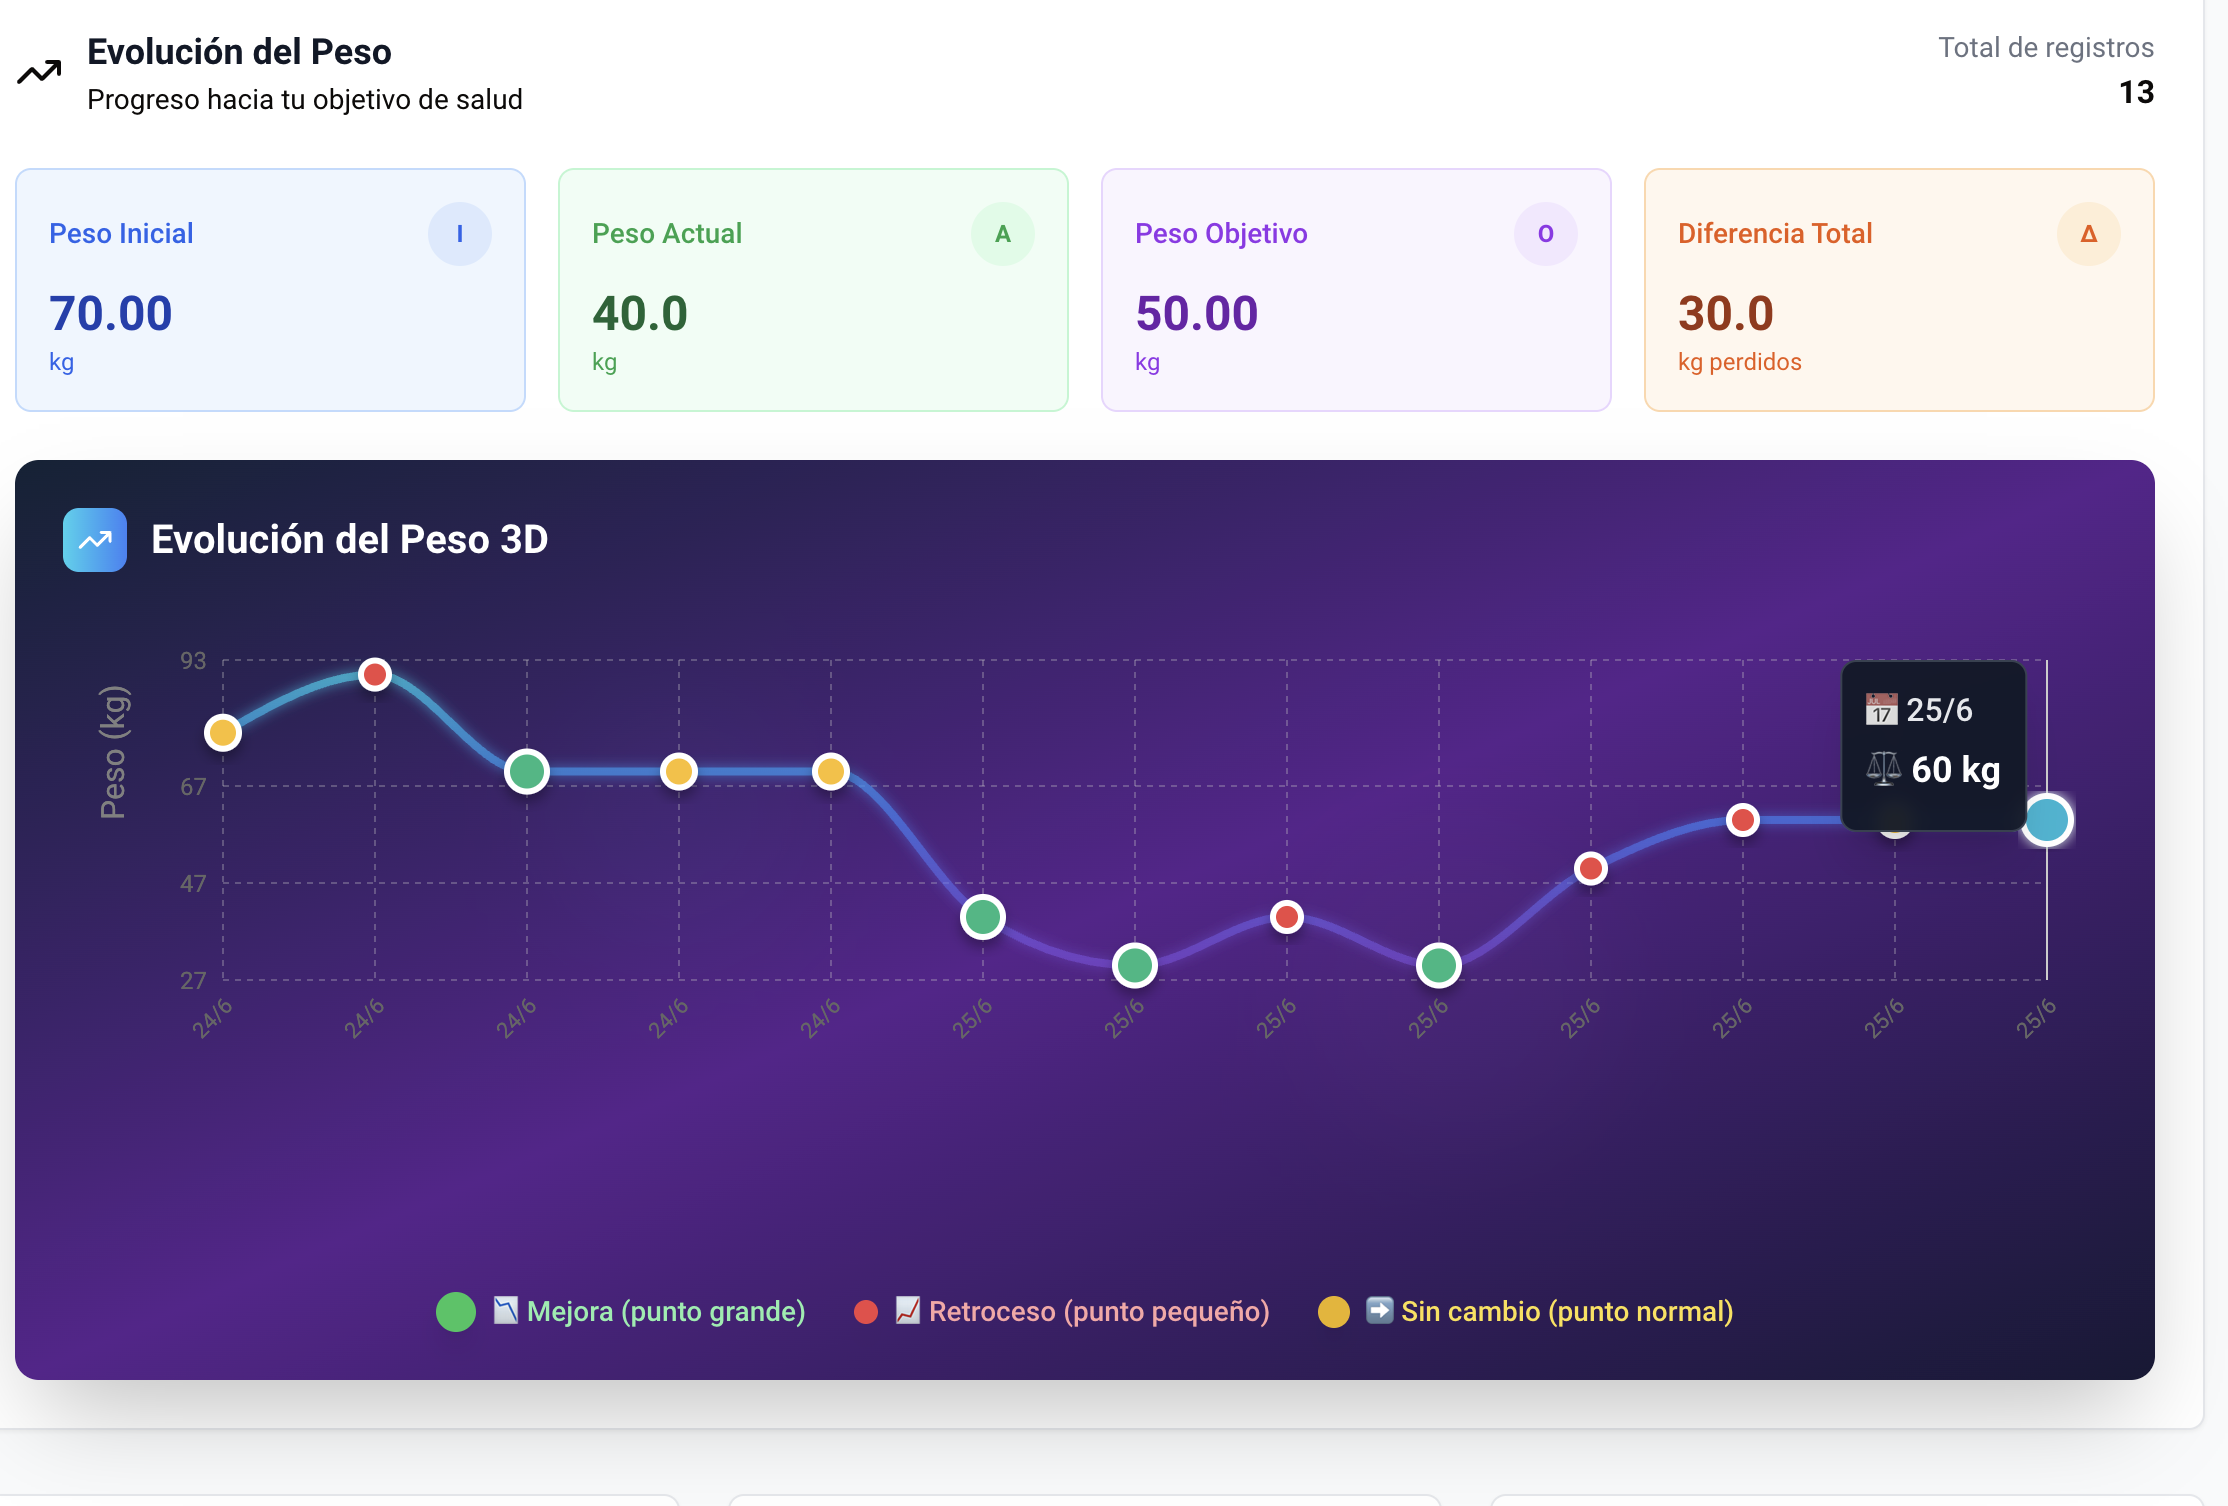 Evolución del Peso
Progreso hacia tu objetivo de salud
Total de registros
13
Peso Inicial
I
70.00
kg
Peso Actual
A
40.0
kg
Peso Objetivo
O
50.00
kg
Diferencia Total
Δ
30.0
kg perdidos
Evolución del Peso 3D
Peso (kg)
93
67
47
27
JUL
17
25/6
60 kg
24/6
24/6
24/6
24/6
24/6
25/6
25/6
25/6
25/6
25/6
25/6
25/6
25/6
Mejora (punto grande)
Retroceso (punto pequeño)
Sin cambio (punto normal)